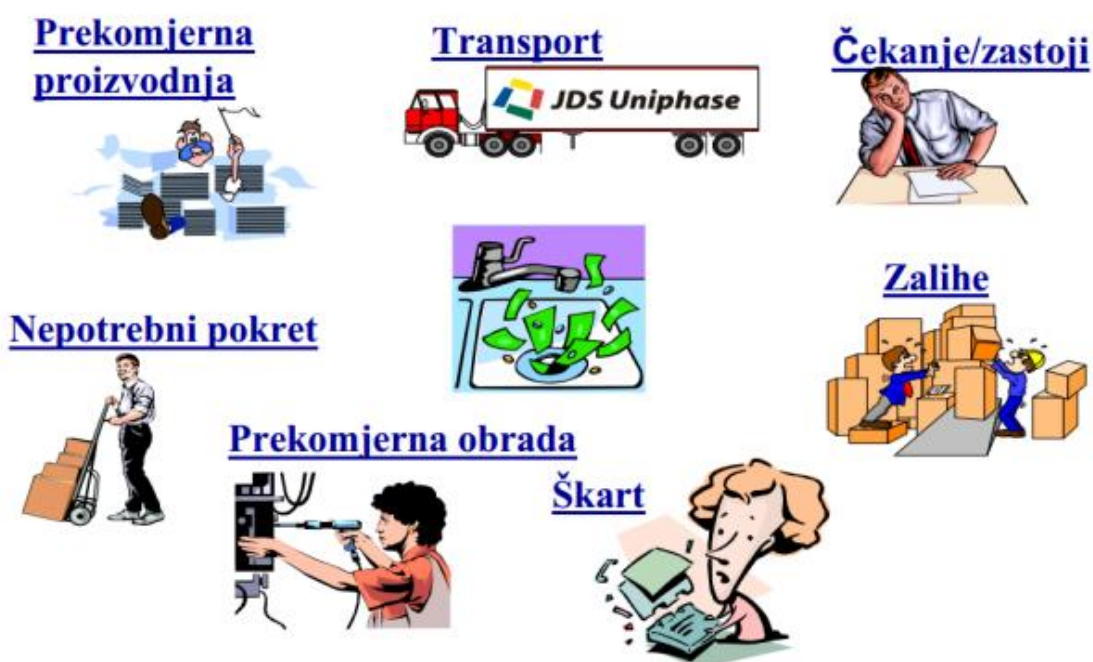 Prekomjerna
proizvodnja
Transport
JDS Uniphase
Čekanje/zastoji
Zalihe
Nepotrebni pokret
Prekomjerna obrada
Škart